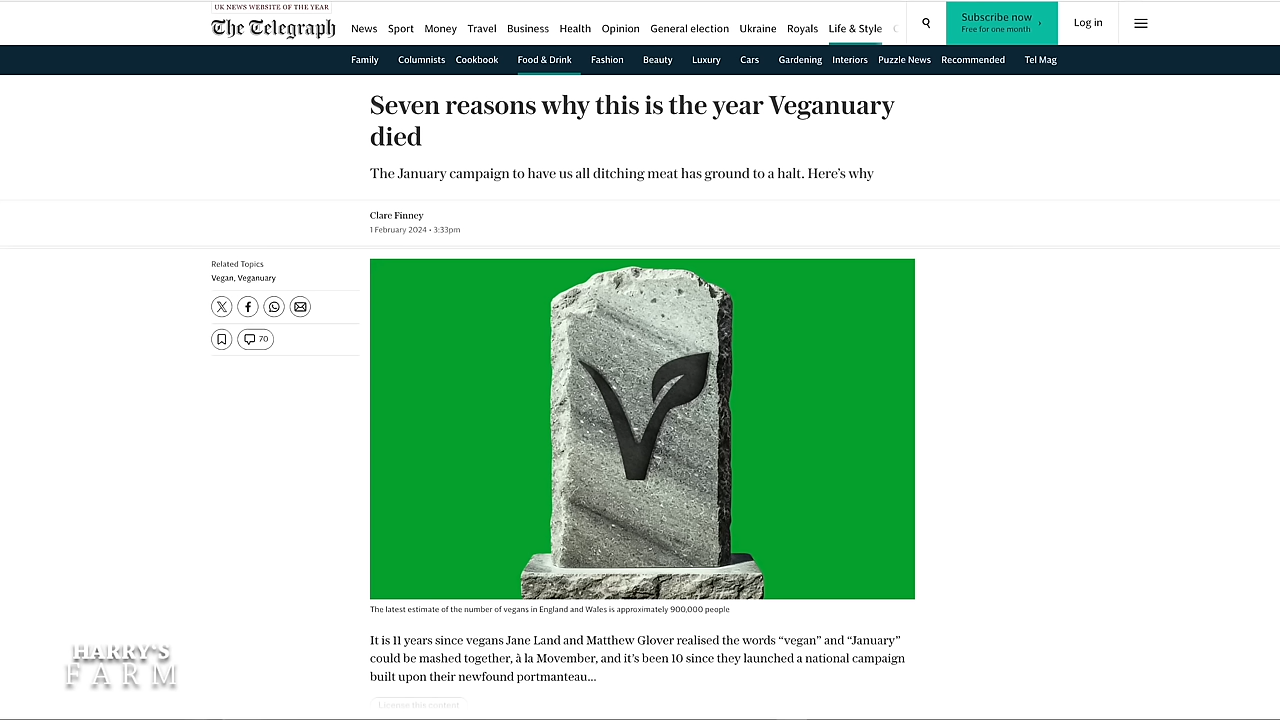 UK NEWS WEBSITE OF THE YEAR
The Telegraph
News Sport Money Travel Business Health Opinion General election Ukraine Royals Life & Style
Subscribe now ›
Free for one month
Log in
Family Columnists Cookbook Food & Drink Fashion Beauty Luxury Cars Gardening Interiors Puzzle News Recommended Tel Mag
Seven reasons why this is the year Veganuary
died
The January campaign to have us all ditching meat has ground to a halt. Here’s why
Clare Finney
1 February 2024 • 3:33pm
Related Topics
Vegan, Veganuary
70
The latest estimate of the number of vegans in England and Wales is approximately 900,000 people
It is 11 years since vegans Jane Land and Matthew Glover realised the words “vegan” and “January”
could be mashed together, à la Movember, and it’s been 10 since they launched a national campaign
built upon their newfound portmanteau...
License this content
HARRY'S
FARM